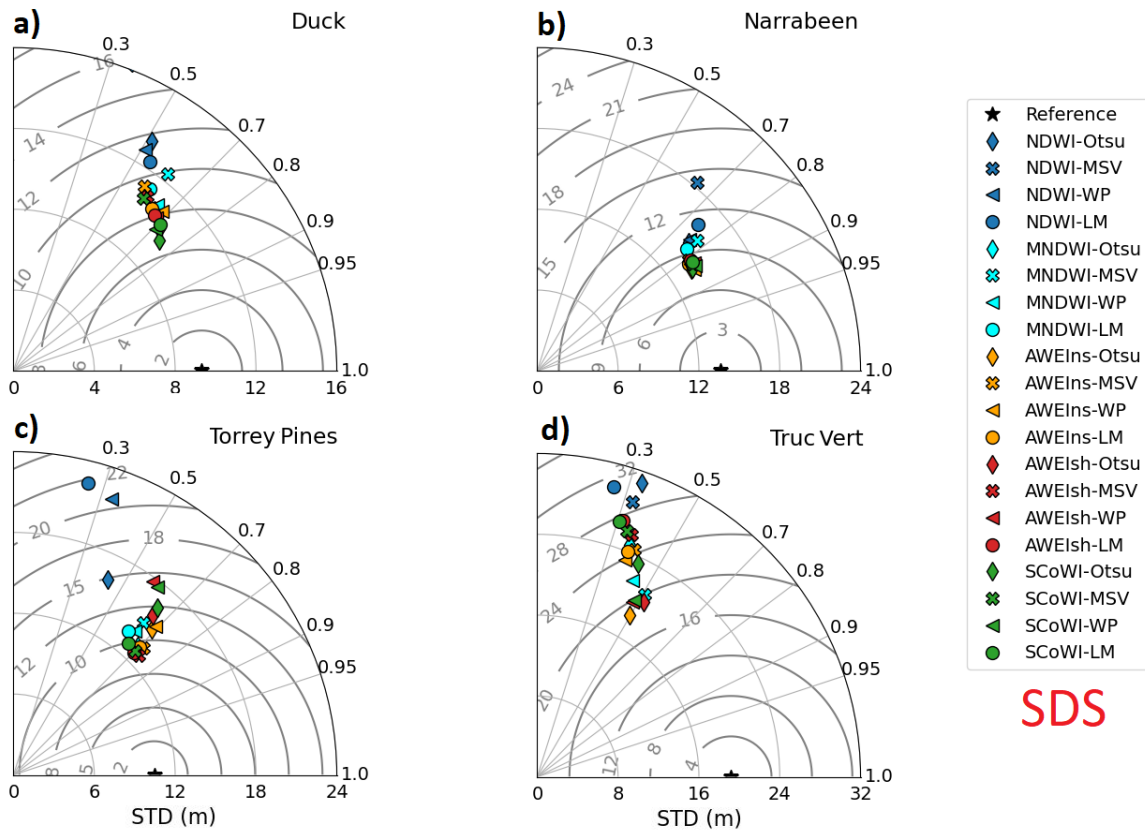 a)
Duck
0.3
0.5
0.7
0.8
0.9
0.95
1.0
16
14
12
10
8
6
4
2
0
4
8
12
16
b)
Narrabeen
0.3
0.5
0.7
0.8
0.9
0.95
1.0
24
21
18
12
15
9
6
3
0
6
12
18
24
c)
Torrey Pines
0.3
0.5
0.7
0.8
0.9
0.95
1.0
22
20
18
15
12
10
8
5
2
0
6
12
18
24
STD (m)
d)
Truc Vert
0.3
0.5
0.7
0.8
0.9
0.95
1.0
32
28
24
16
20
12
8
4
0
8
16
24
32
STD (m)
Reference
NDWI-Otsu
NDWI-MSV
NDWI-WP
NDWI-LM
MNDWI-Otsu
MNDWI-MSV
MNDWI-WP
MNDWI-LM
AWEIns-Otsu
AWEIns-MSV
AWEIns-WP
AWEIns-LM
AWEIsh-Otsu
AWEIsh-MSV
AWEIsh-WP
AWEIsh-LM
SCoWI-Otsu
SCoWI-MSV
SCoWI-WP
SCoWI-LM
SDS